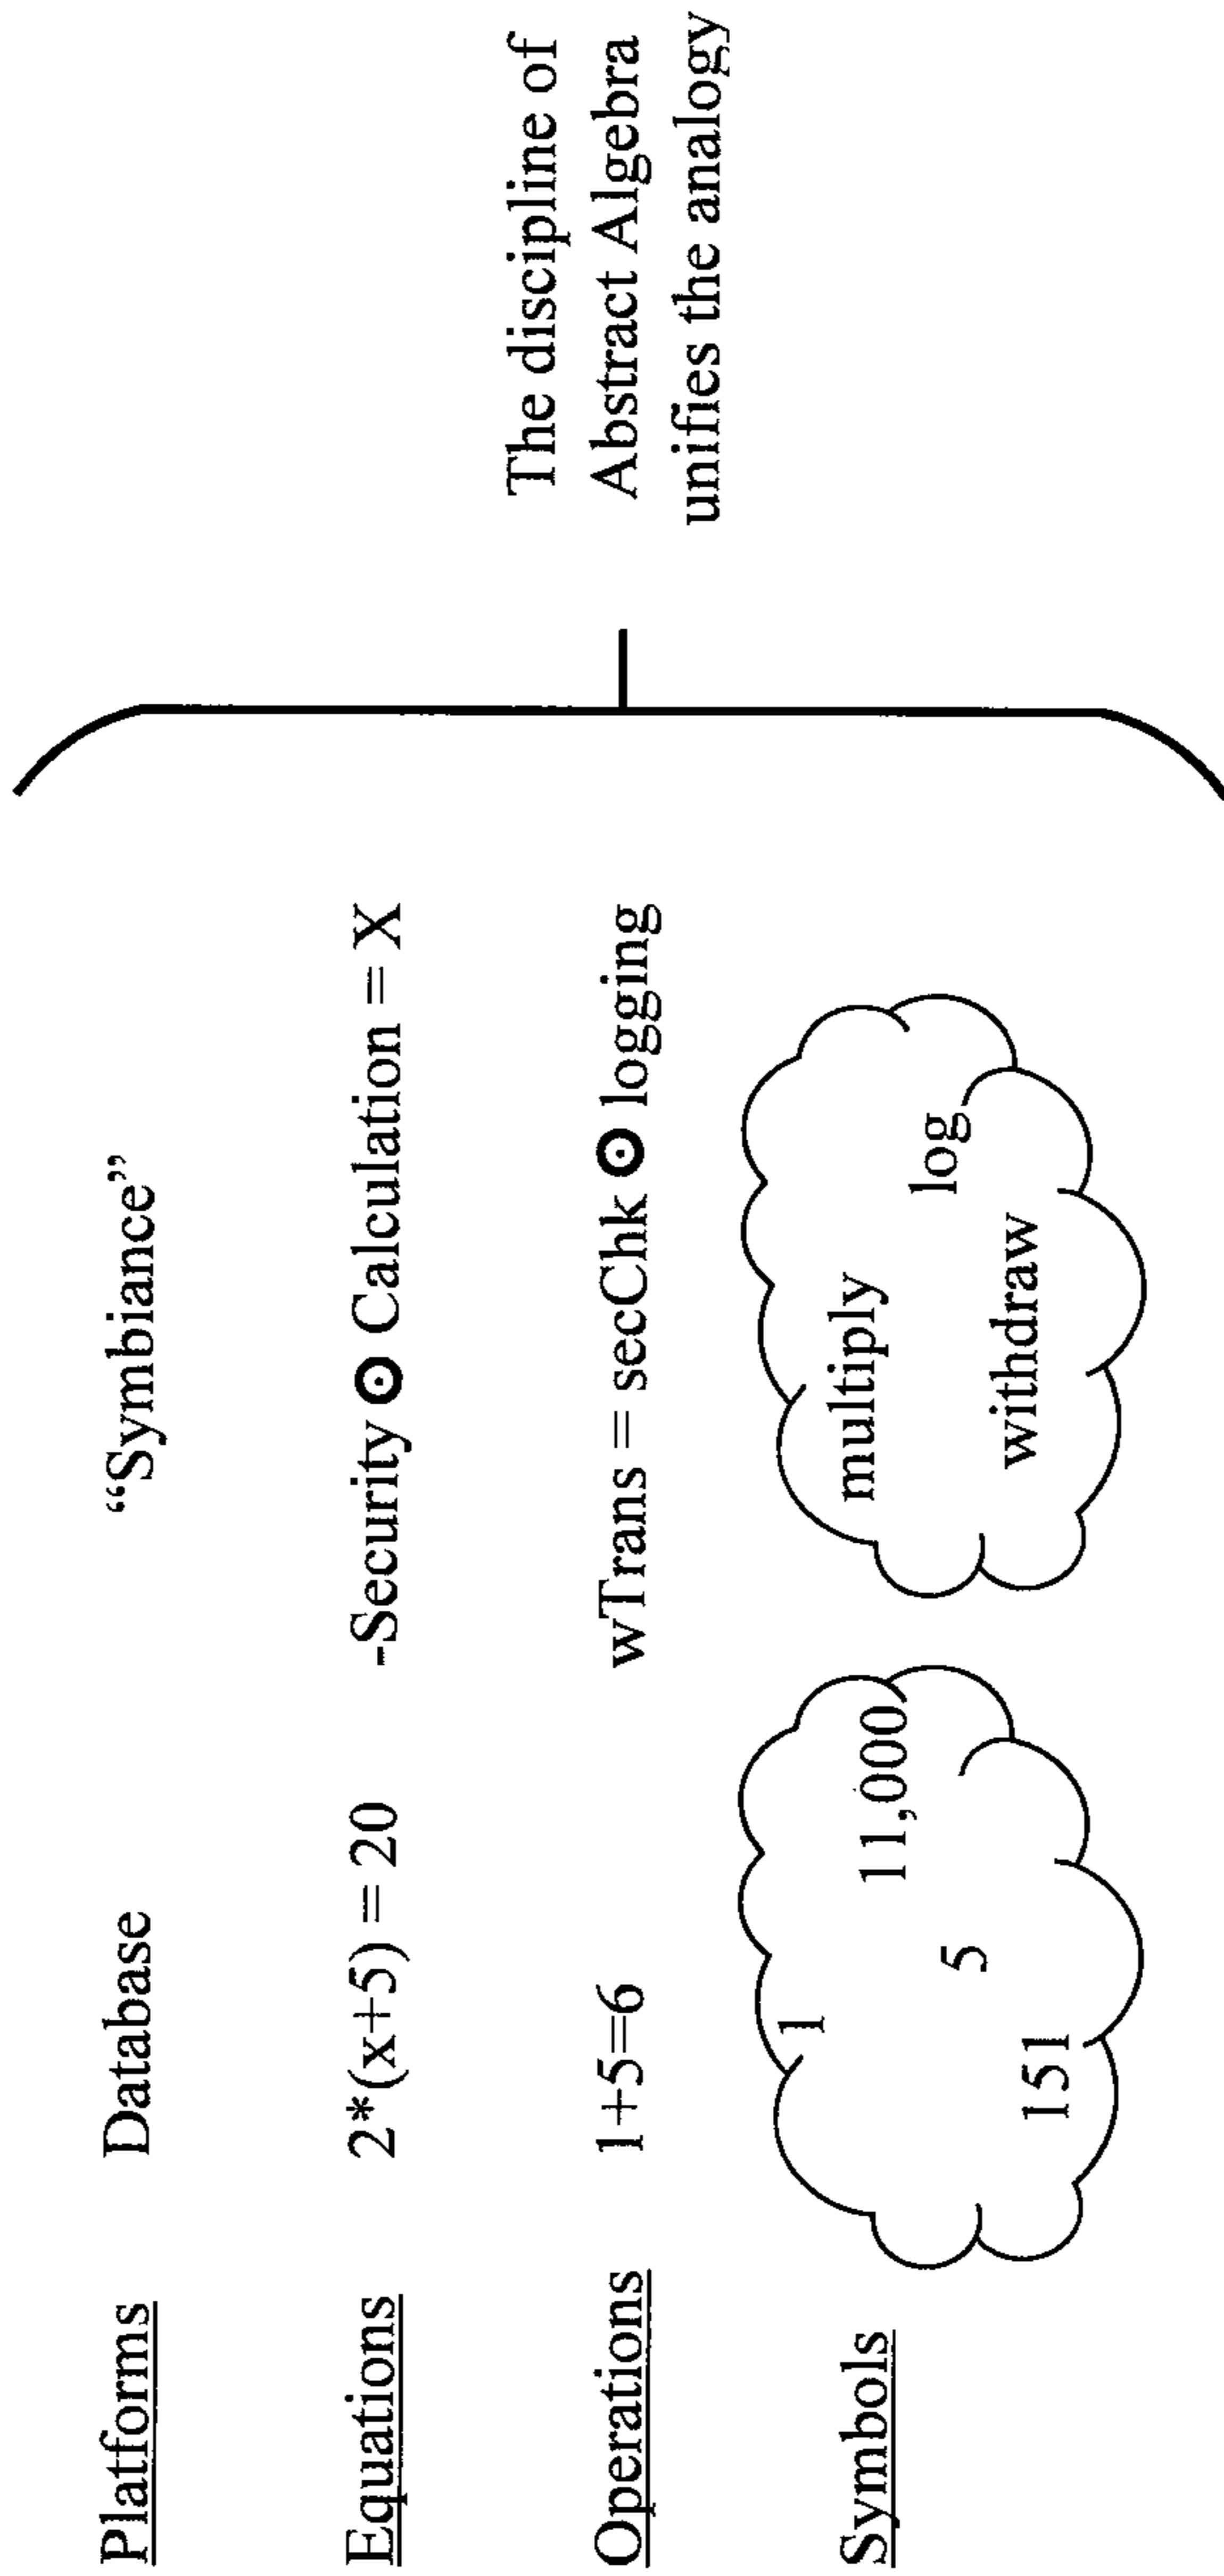 Platforms Database “Symbiance”
Equations 2*(x+5) = 20 -Security ⊙ Calculation = X
Operations 1+5=6 wTrans = secChk ⊙ logging
Symbols
1
11,000
5
151
multiply
log
withdraw
The discipline of
Abstract Algebra
unifies the analogy